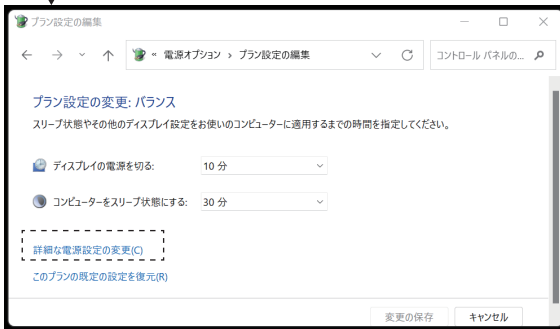 プラン設定の編集
« 電源オプション › プラン設定の編集
コントロール パネルの...
プラン設定の変更: バランス
スリープ状態やその他のディスプレイ設定をお使いのコンピューターに適用するまでの時間を指定してください。
ディスプレイの電源を切る: 10 分
コンピューターをスリープ状態にする: 30 分
詳細な電源設定の変更(C)
このプランの既定の設定を復元(R)
変更の保存 キャンセル